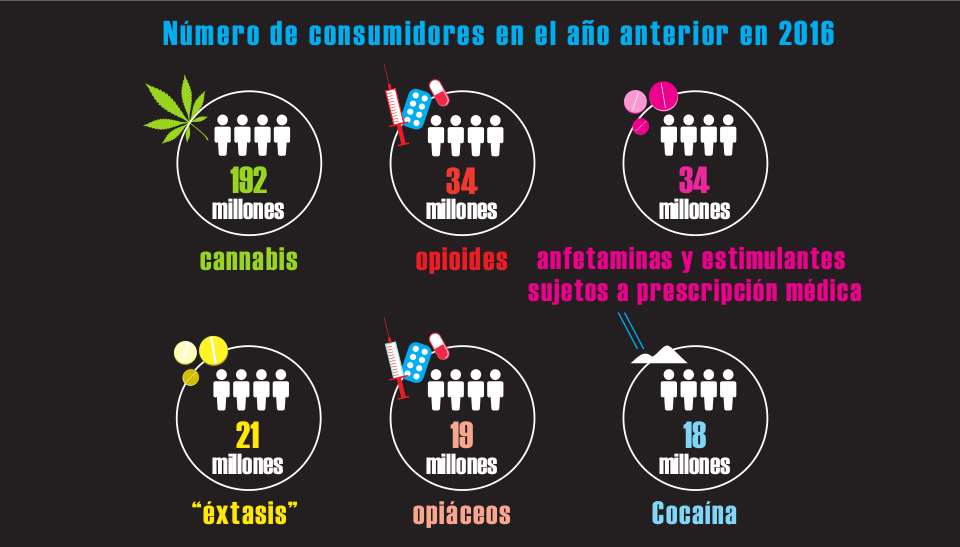 Número de consumidores en el año anterior en 2016
192
millones
cannabis
34
millones
opioides
34
millones
anfetaminas y estimulantes
sujetos a prescripción médica
21
millones
“éxtasis”
19
millones
opiáceos
18
millones
Cocaína